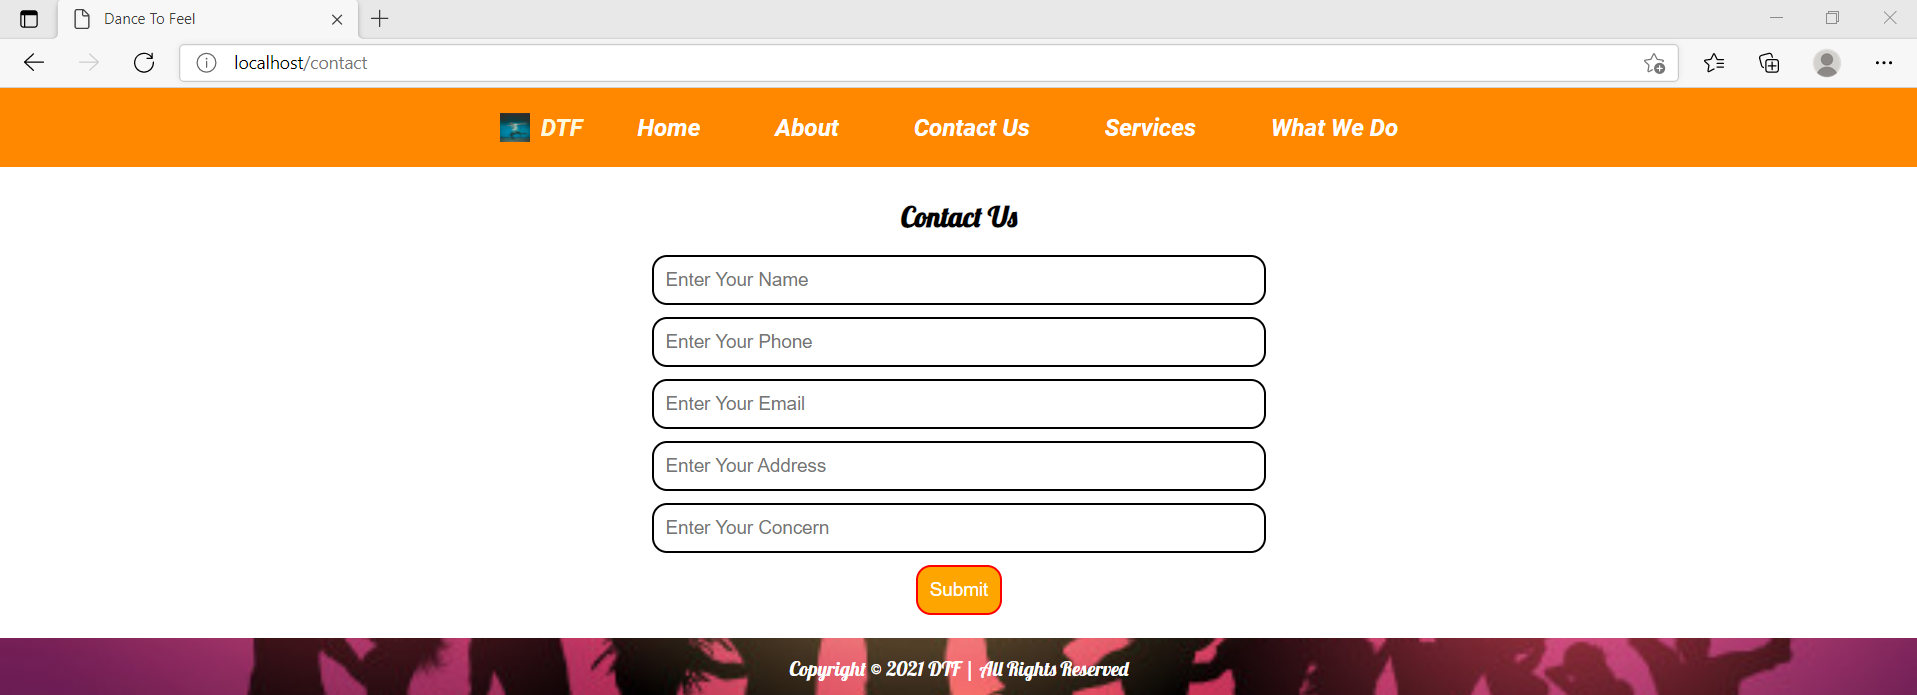 Dance To Feel
localhost/contact
DTF Home About Contact Us Services What We Do
Contact Us
Enter Your Name
Enter Your Phone
Enter Your Email
Enter Your Address
Enter Your Concern
Submit
Copyright © 2021 DTF | All Rights Reserved